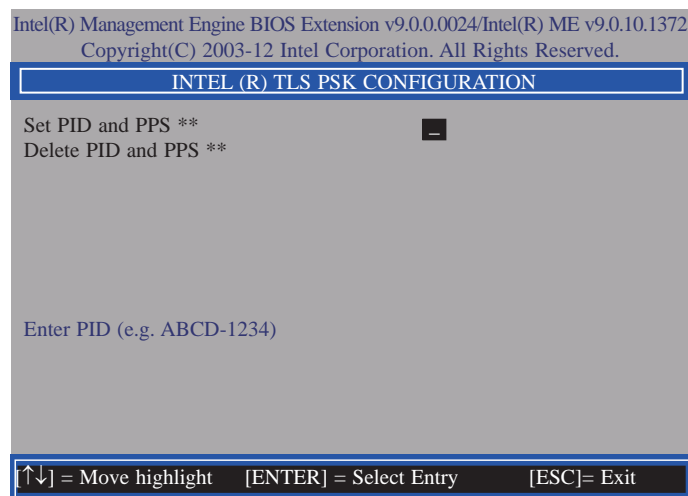 Intel(R) Management Engine BIOS Extension v9.0.0.0024/Intel(R) ME v9.0.10.1372
Copyright(C) 2003-12 Intel Corporation. All Rights Reserved.
INTEL (R) TLS PSK CONFIGURATION
Set PID and PPS ** _
Delete PID and PPS **
Enter PID (e.g. ABCD-1234)
[↑↓] = Move highlight [ENTER] = Select Entry [ESC]= Exit